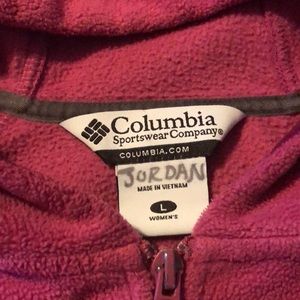 Columbia
Sportswear Company®
COLUMBIA.COM
JORDAN
MADE IN VIETNAM
L
WOMEN'S